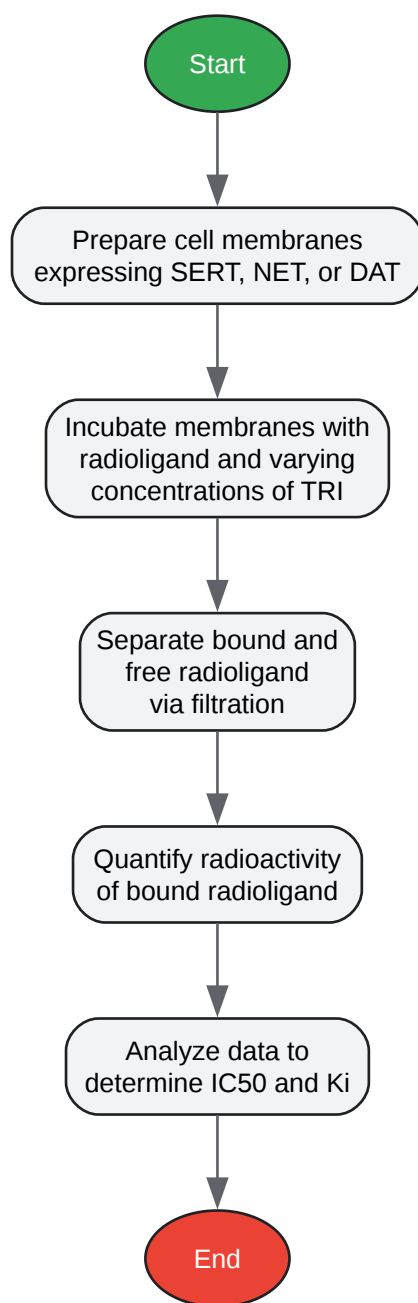 Start
Prepare cell membranes
expressing SERT, NET, or DAT
Incubate membranes with
radioligand and varying
concentrations of TRI
Separate bound and
free radioligand
via filtration
Quantify radioactivity
of bound radioligand
Analyze data to
determine IC50 and Ki
End